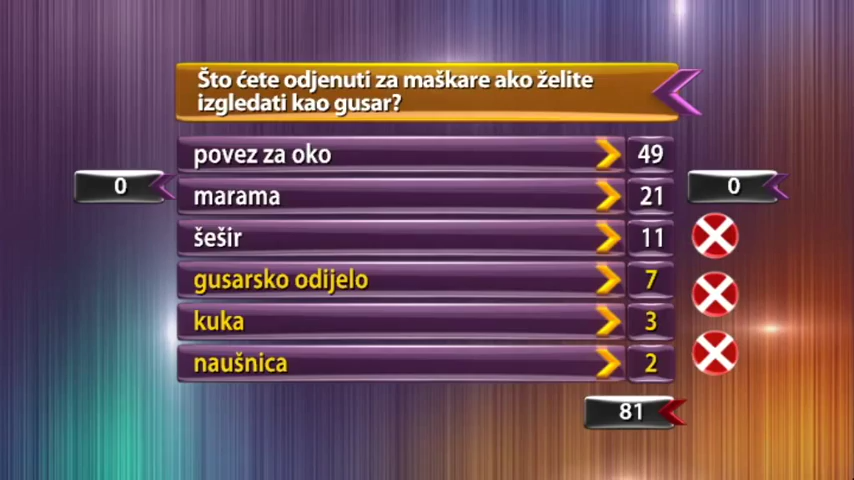 Što ćete odjenuti za maškare ako želite
izgledati kao gusar?
povez za oko 49
0
marama 21
0
šešir 11
gusarsko odijelo 7
kuka 3
naušnica 2
81